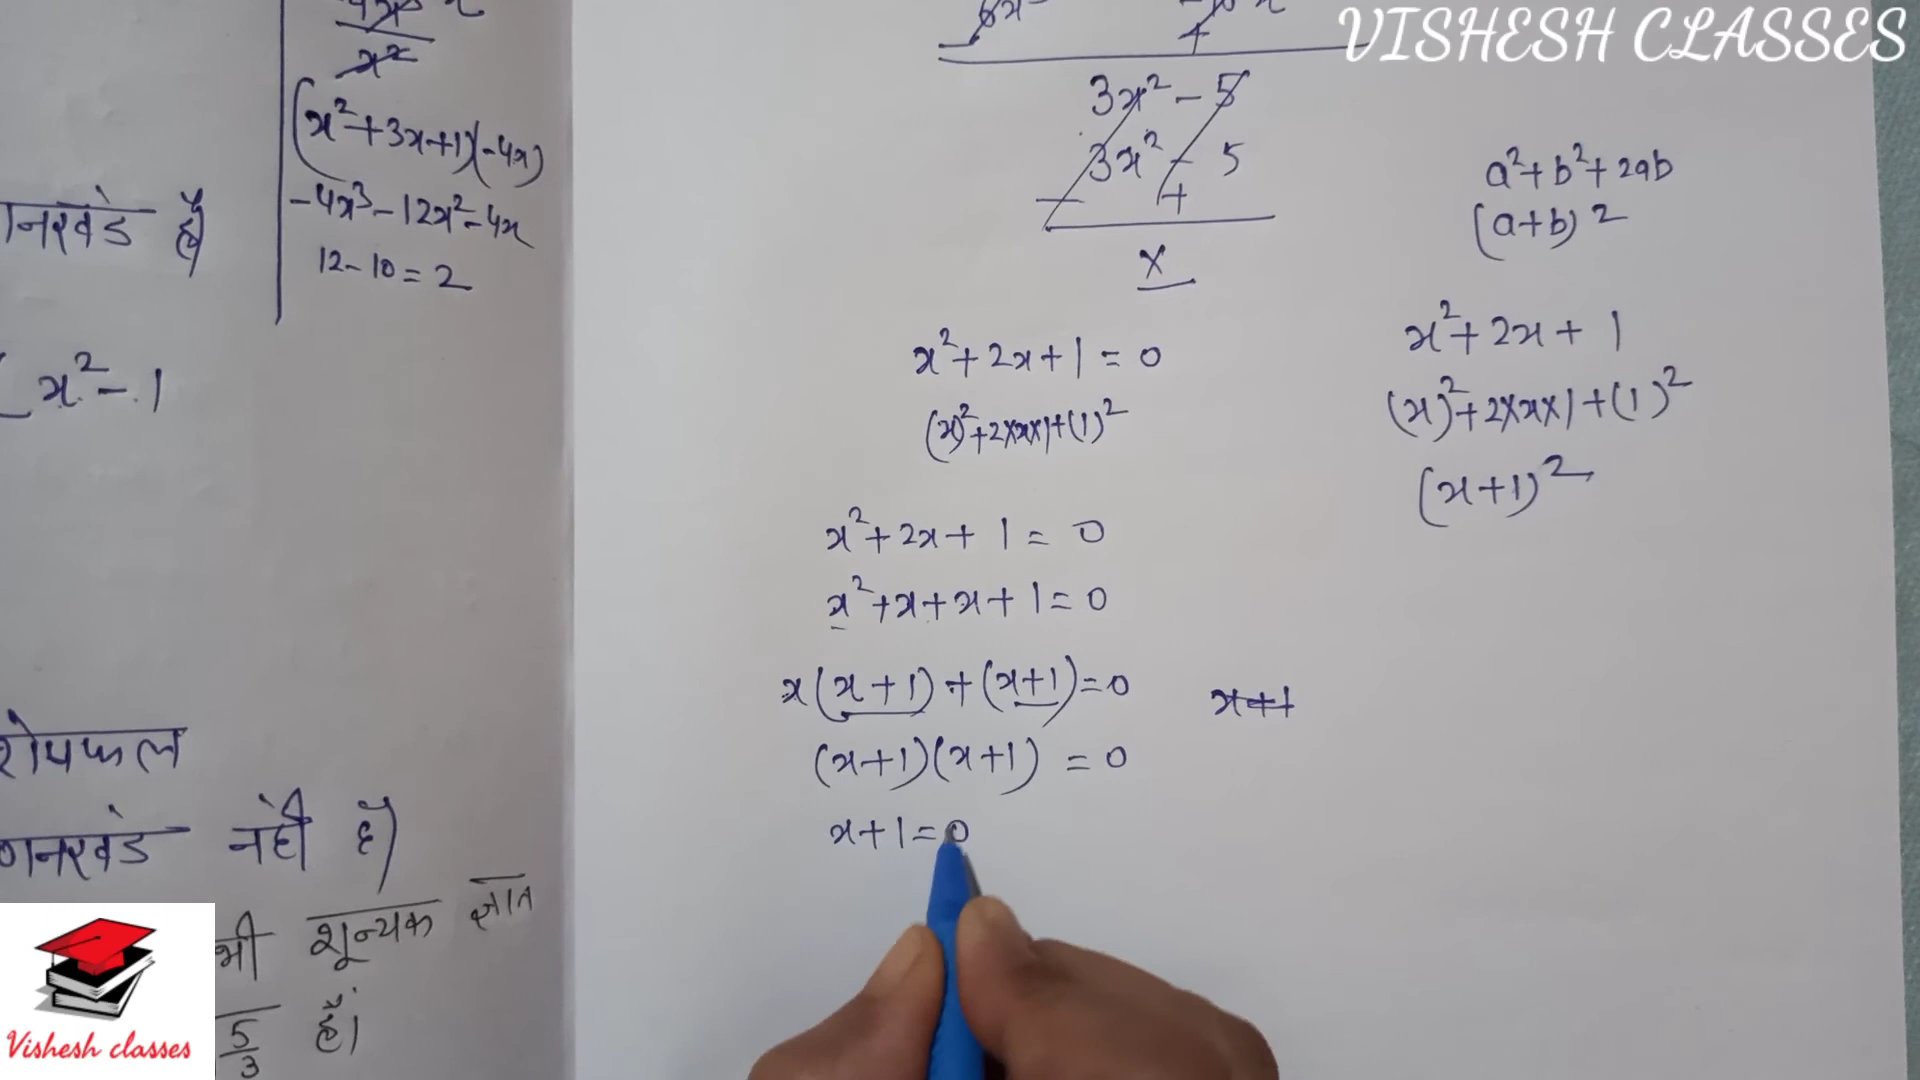 VISHESH CLASSES
x²
(x²+3x+1)(-4x)
-4x³-12x²-4x
12-10=2
है
x²-1
नहीं है
भी शून्यक ज्ञात
5/3 हैं।
Vishesh classes
3x²-5
3x²-5
- +
x
x²+2x+1=0
(x)²+2×x×1+(1)²
x²+2x+1=0
x²+x+x+1=0
x(x+1)+(x+1)=0
(x+1)(x+1)=0
x+1=0
a²+b²+2ab
(a+b)²
x²+2x+1
(x)²+2×x×1+(1)²
(x+1)²